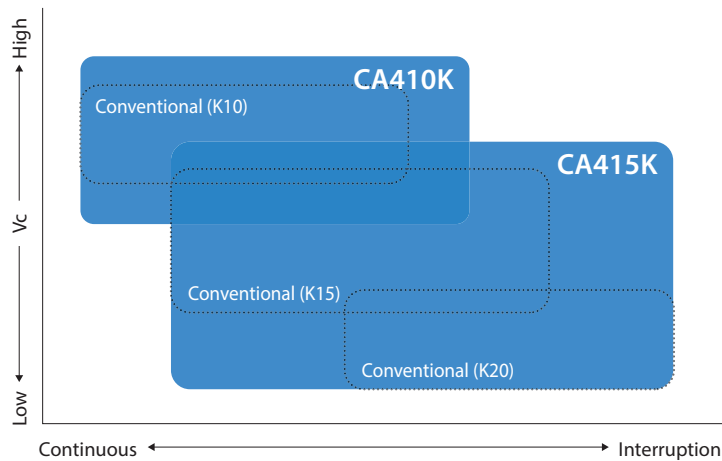 High
Vc
Low
CA410K
Conventional (K10)
CA415K
Conventional (K15)
Conventional (K20)
Continuous
Interruption